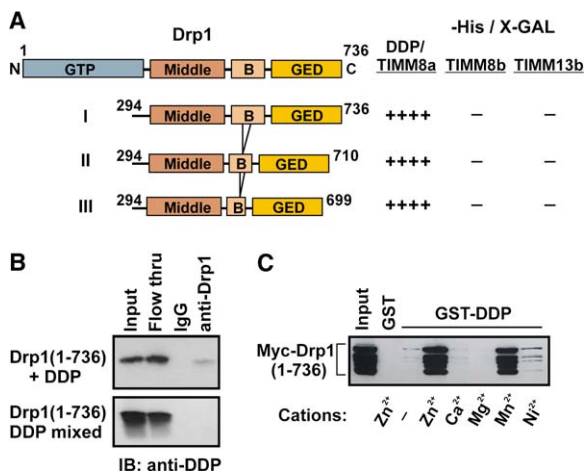 A
Drp1
-His / X-GAL
1
736
DDP/
N GTP Middle B GED C
TIMM8a TIMM8b TIMM13b
I 294 Middle B GED 736 ++++ – –
II 294 Middle B GED 710 ++++ – –
III 294 Middle B GED 699 ++++ – –
B
Input Flow thru IgG anti-Drp1
Drp1(1-736)
+ DDP
Drp1(1-736)
DDP mixed
IB: anti-DDP
C
Input GST GST-DDP
Myc-Drp1
(1-736)
Cations: Zn2+ – Zn2+ Ca2+ Mg2+ Mn2+ Ni2+